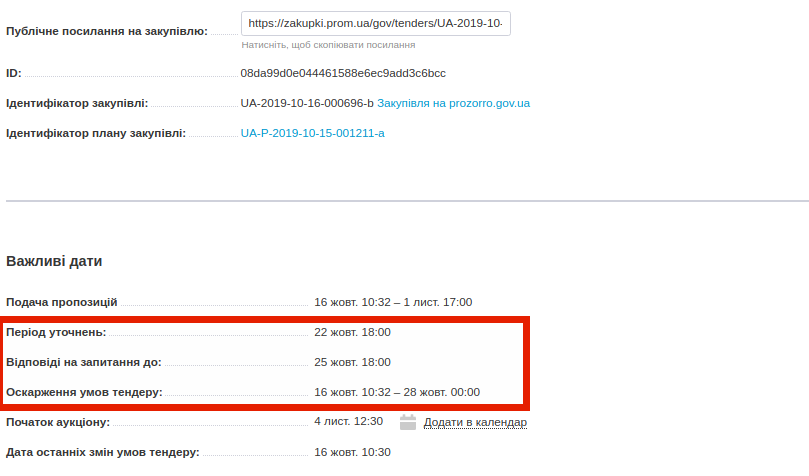 Публічне посилання на закупівлю: https://zakupki.prom.ua/gov/tenders/UA-2019-10-
Натисніть, щоб скопіювати посилання
ID: 08da99d0e044461588e6ec9add3c6bcc
Ідентифікатор закупівлі: UA-2019-10-16-000696-b Закупівля на prozorro.gov.ua
Ідентифікатор плану закупівлі: UA-P-2019-10-15-001211-a
Важливі дати
Подача пропозицій 16 жовт. 10:32 – 1 лист. 17:00
Період уточнень: 22 жовт. 18:00
Відповіді на запитання до: 25 жовт. 18:00
Оскарження умов тендеру: 16 жовт. 10:32 – 28 жовт. 00:00
Початок аукціону: 4 лист. 12:30 Додати в календар
Дата останніх змін умов тендеру: 16 жовт. 10:30